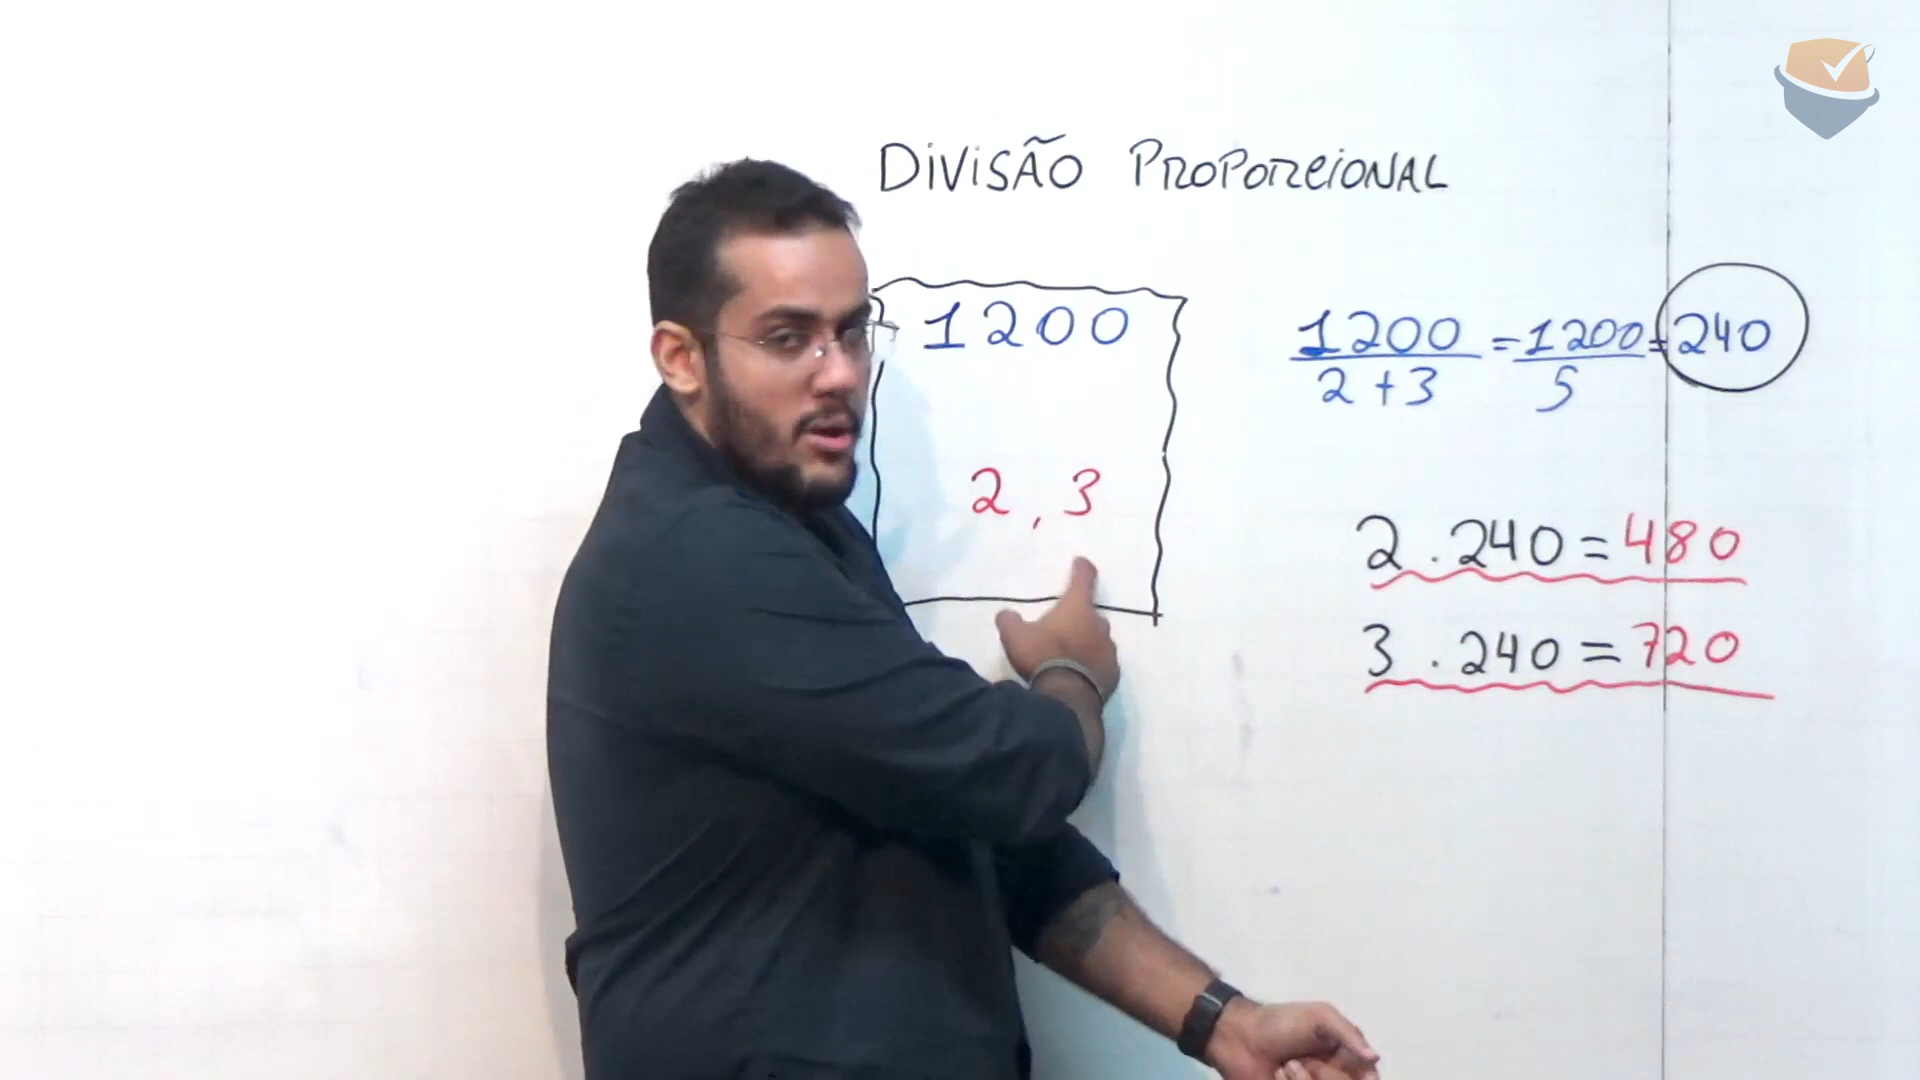 DIVISÃO PROPORCIONAL
1200
2 , 3
1200 / 2 + 3 = 1200 / 5 = 240
2 . 240 = 480
3 . 240 = 720